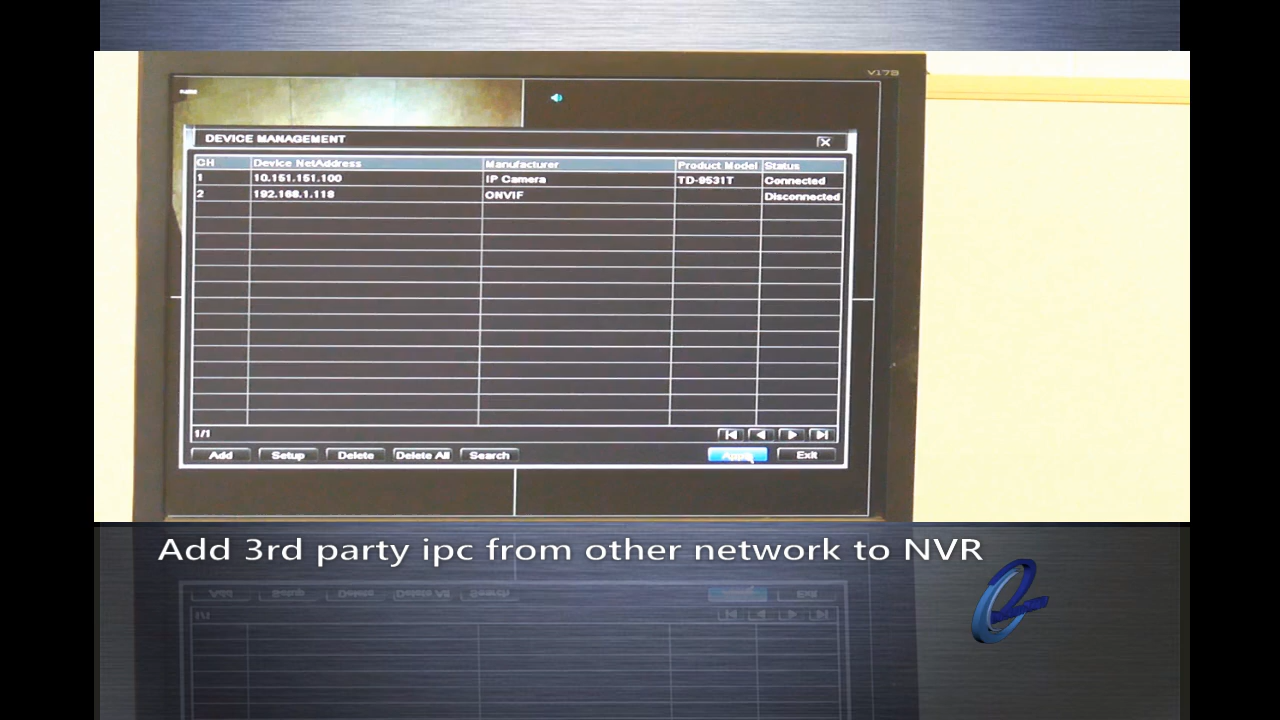 V173
DEVICE MANAGEMENT
CH Device NetAddress Manufacturer Product Model Status
1 10.151.151.100 IP Camera TD-9531T Connected
2 192.168.1.118 ONVIF Disconnected
1/1
Add Setup Delete Delete All Search Apply Exit
Add 3rd party ipc from other network to NVR